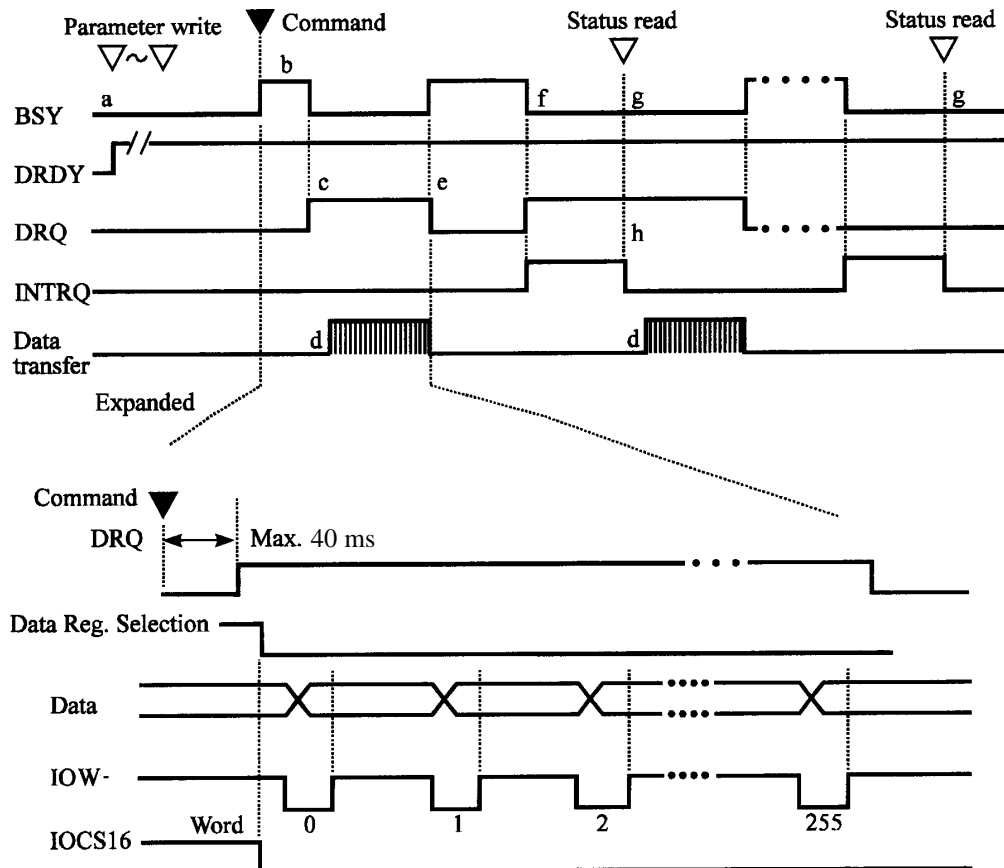 Parameter write
Command
Status read
Status read
a
b
f
g
g
BSY
DRDY
c
e
DRQ
h
INTRQ
Data transfer
d
d
Expanded
Command
DRQ
Max. 40 ms
Data Reg. Selection
Data
IOW-
Word
0
1
2
255
IOCS16